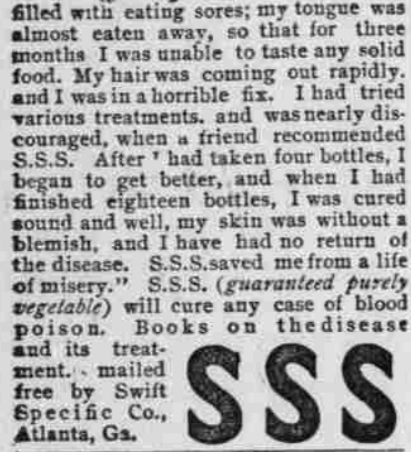 filled with eating sores; my tongue was
almost eaten away, so that for three
months I was unable to taste any solid
food. My hair was coming out rapidly.
and I was in a horrible fix. I had tried
various treatments. and was nearly dis-
couraged, when a friend recommended
S.S.S. After ' had taken four bottles, I
began to get better, and when I had
finished eighteen bottles, I was cured
sound and well, my skin was without a
blemish, and I have had no return of
the disease. S.S.S. saved me from a life
of misery." S.S.S. (guaranteed purely
vegetable) will cure any case of blood
poison. Books on the disease
and its treat-
ment. mailed
free by Swift
Specific Co.,
Atlanta, Ga.
SSS